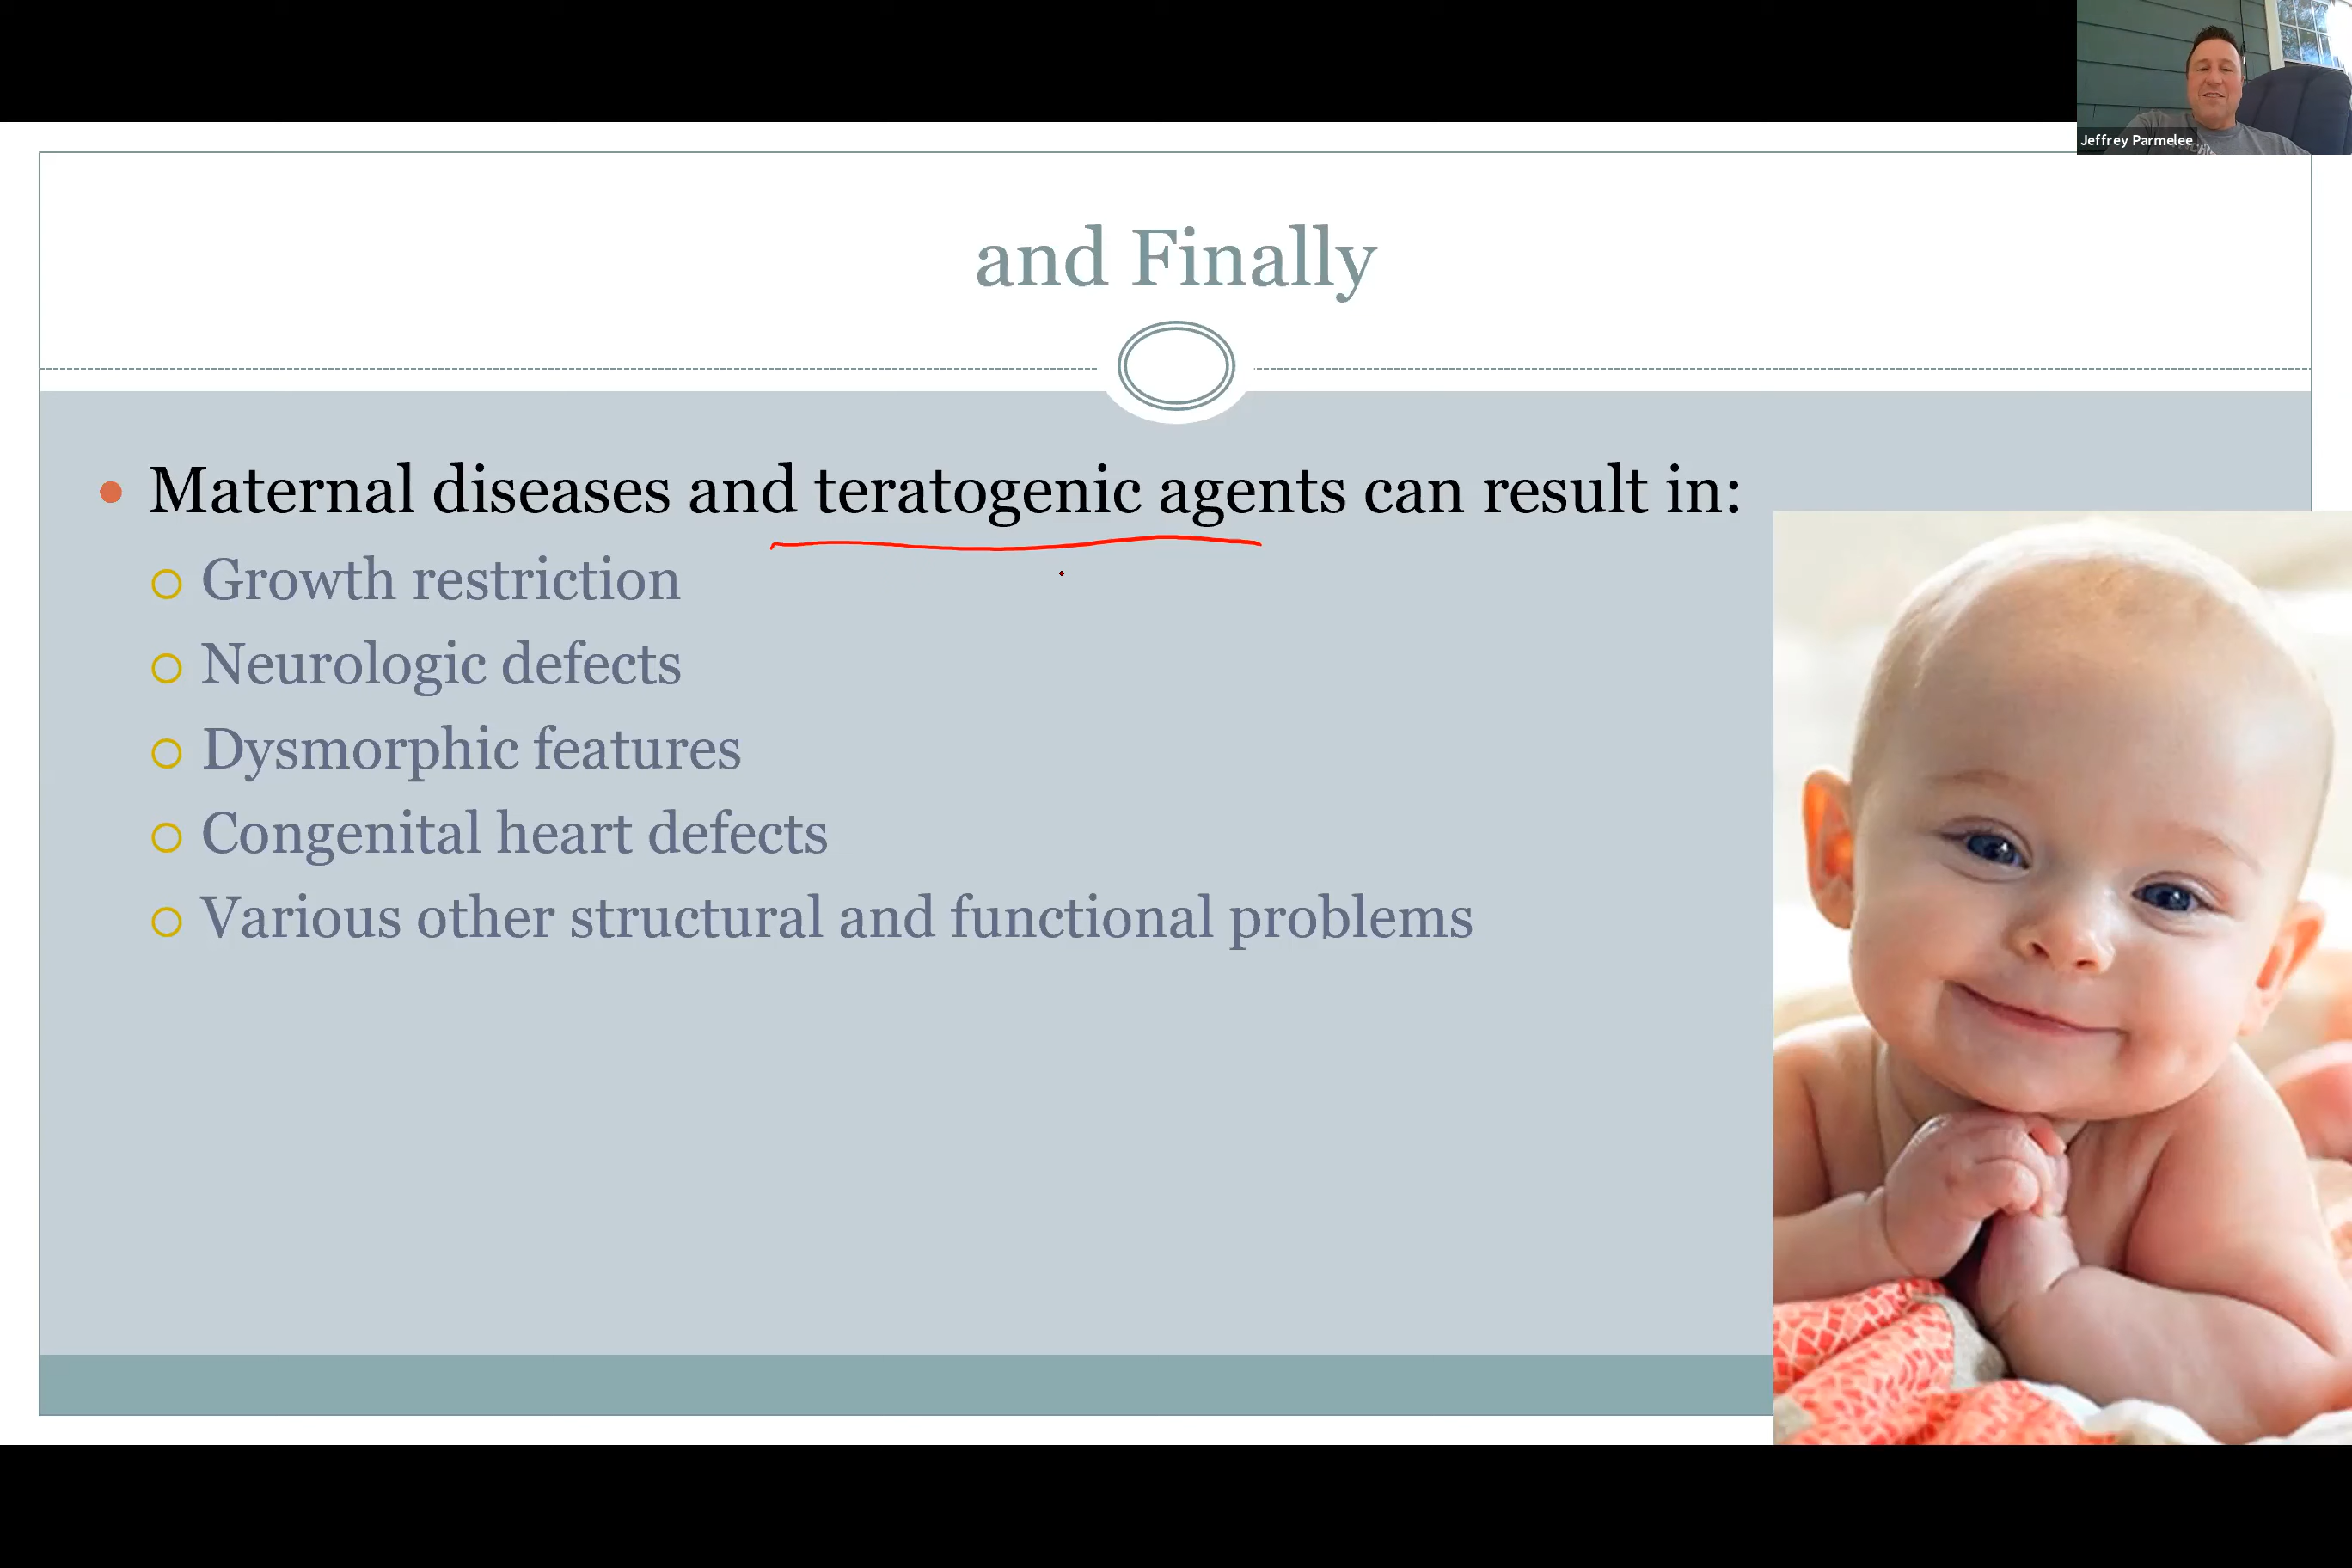 Jeffrey Parmelee
and Finally
Maternal diseases and teratogenic agents can result in:
Growth restriction
Neurologic defects
Dysmorphic features
Congenital heart defects
Various other structural and functional problems